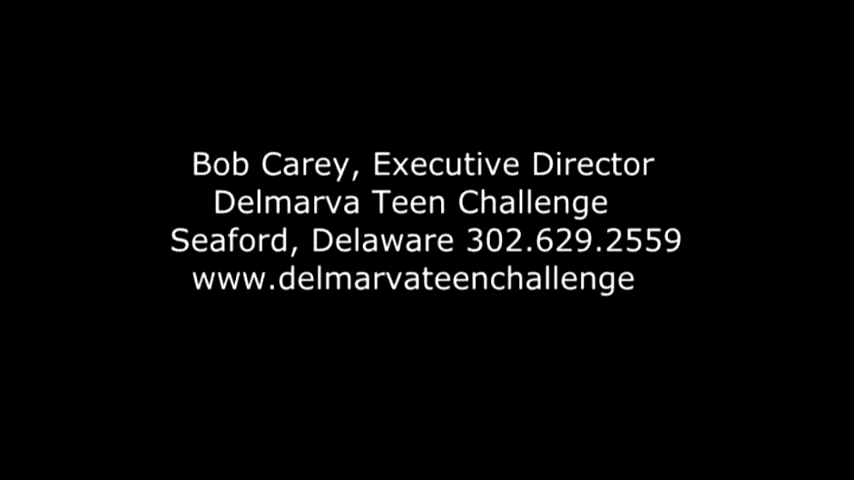 Bob Carey, Executive Director
Delmarva Teen Challenge
Seaford, Delaware 302.629.2559
www.delmarvateenchallenge